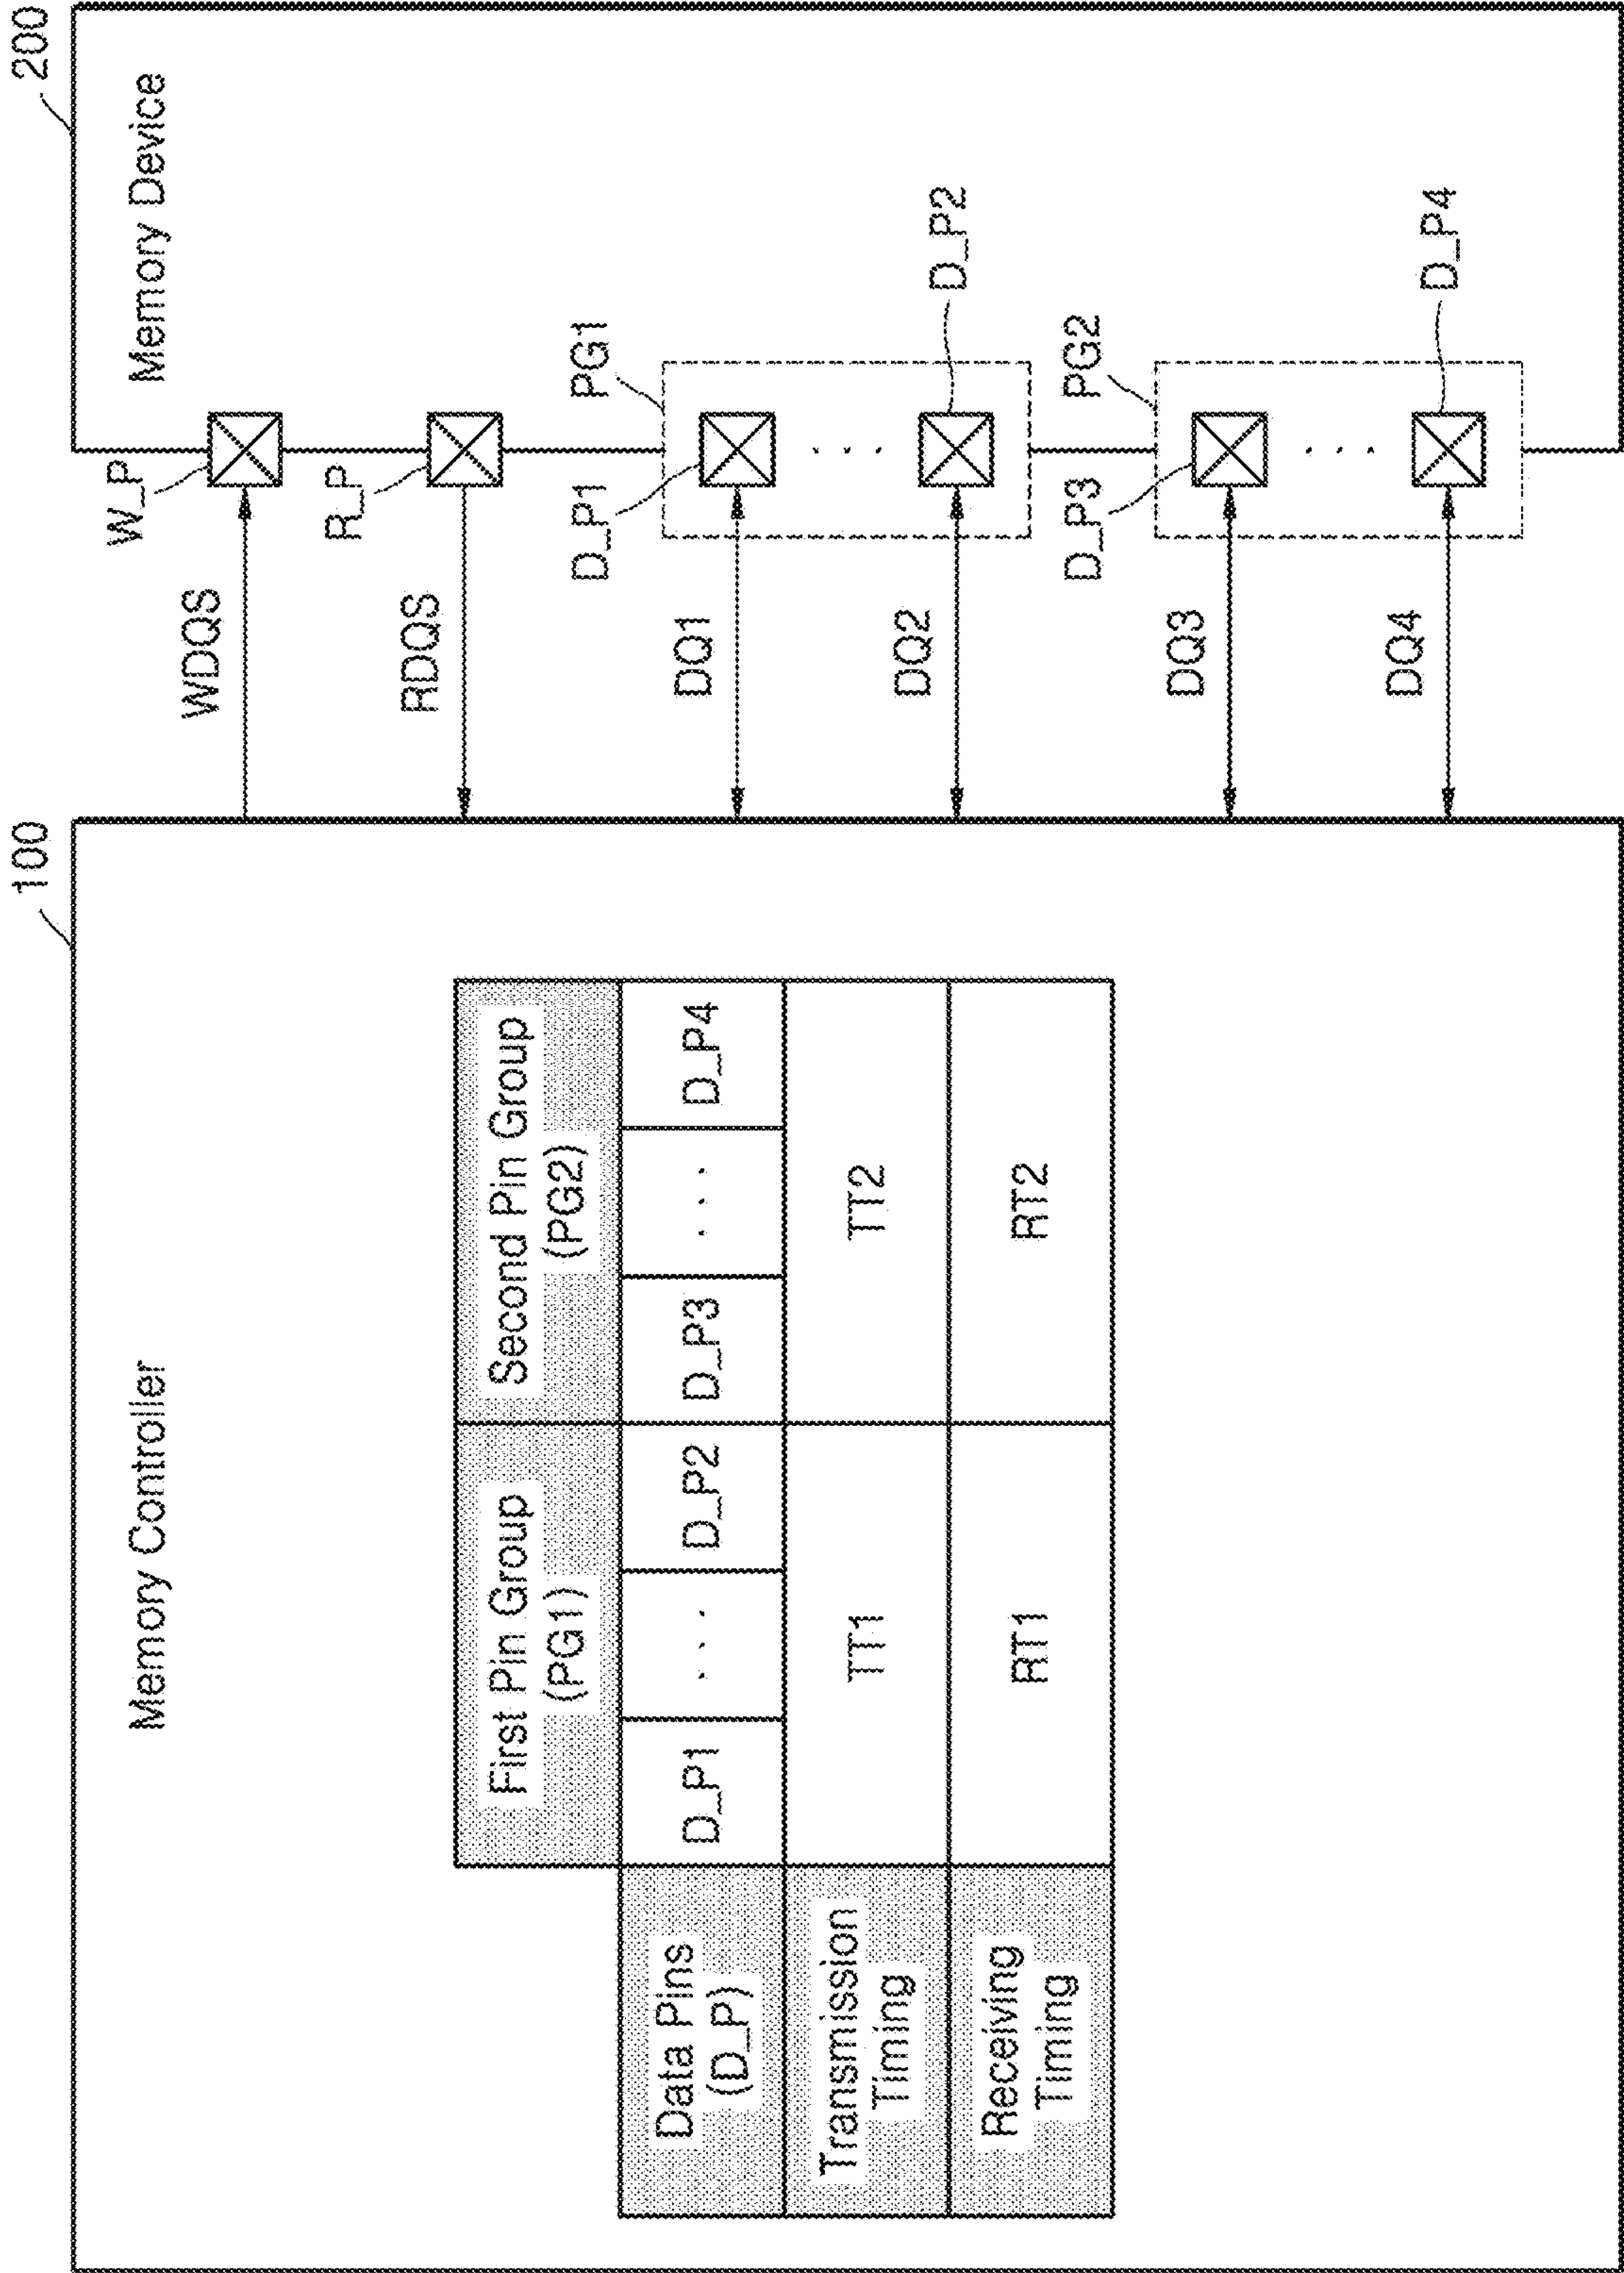 100
Memory Controller
First Pin Group
(PG1)
Second Pin Group
(PG2)
Data Pins
(D_P)
D_P1
. . .
D_P2
D_P3
. . .
D_P4
Transmission
Timing
TT1
TT2
Receiving
Timing
RT1
RT2
WDQS
RDQS
DQ1
DQ2
DQ3
DQ4
200
Memory Device
W_P
R_P
PG1
D_P1
. . .
D_P2
PG2
D_P3
. . .
D_P4